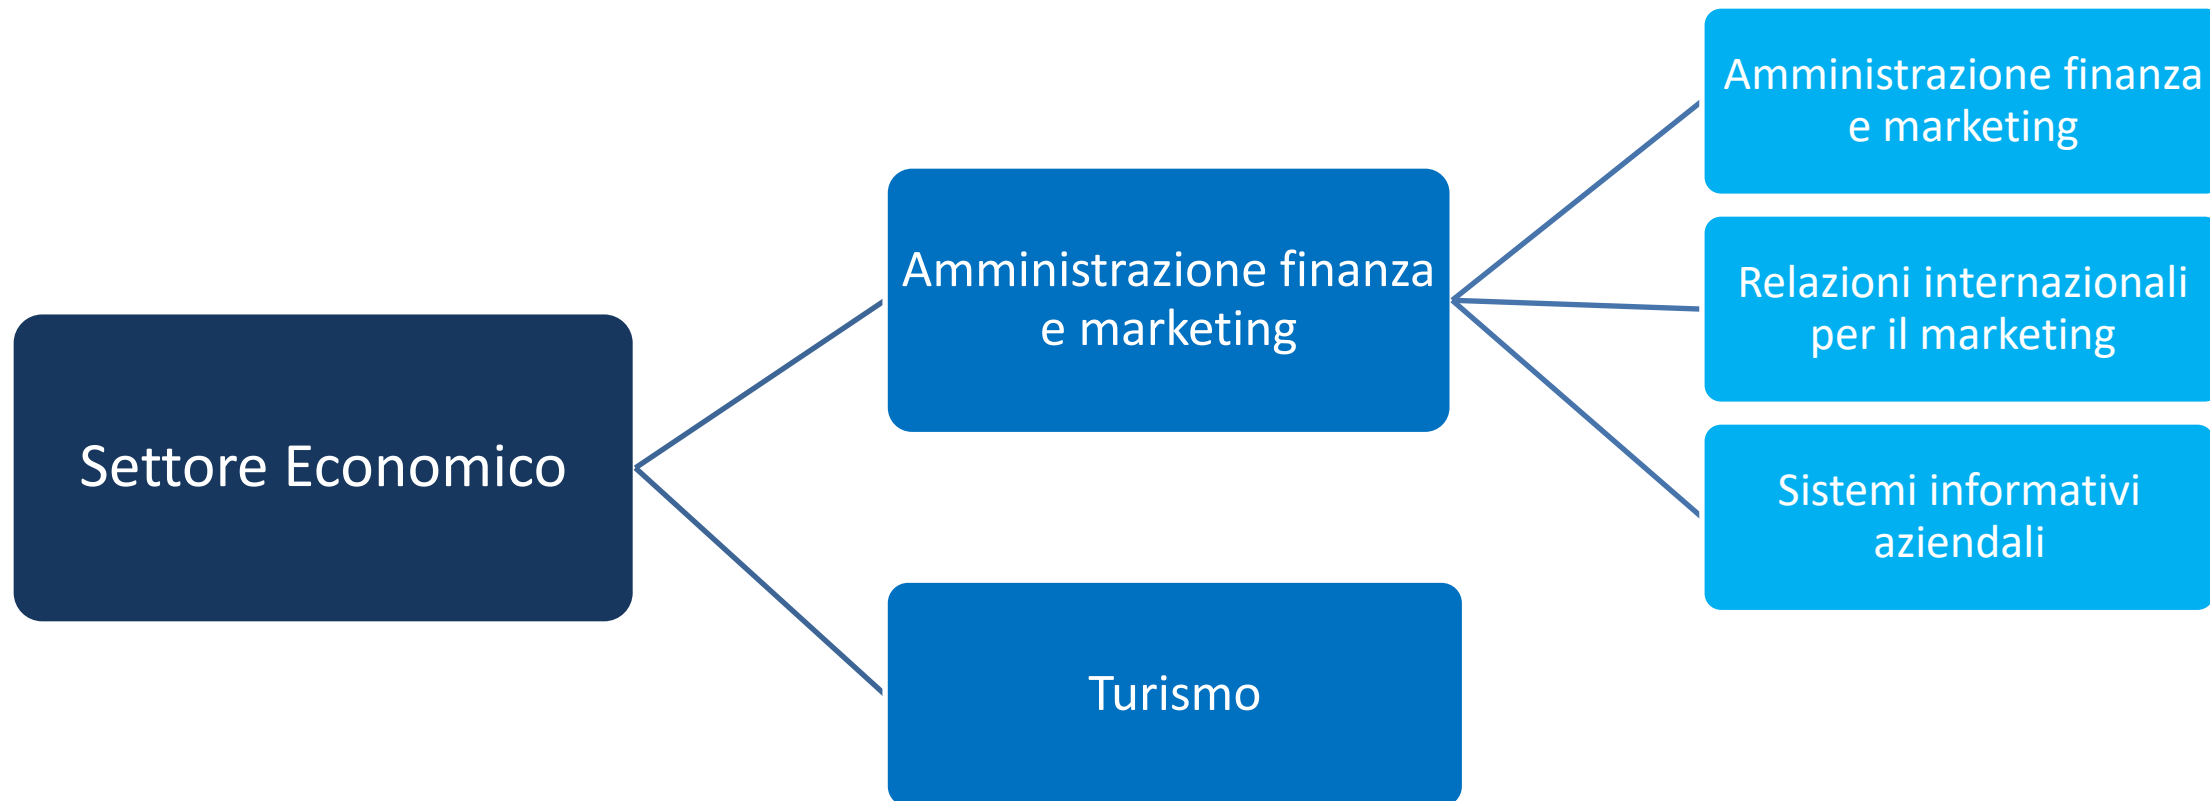 Settore Economico
Amministrazione finanza
e marketing
Turismo
Amministrazione finanza
e marketing
Relazioni internazionali
per il marketing
Sistemi informativi
aziendali